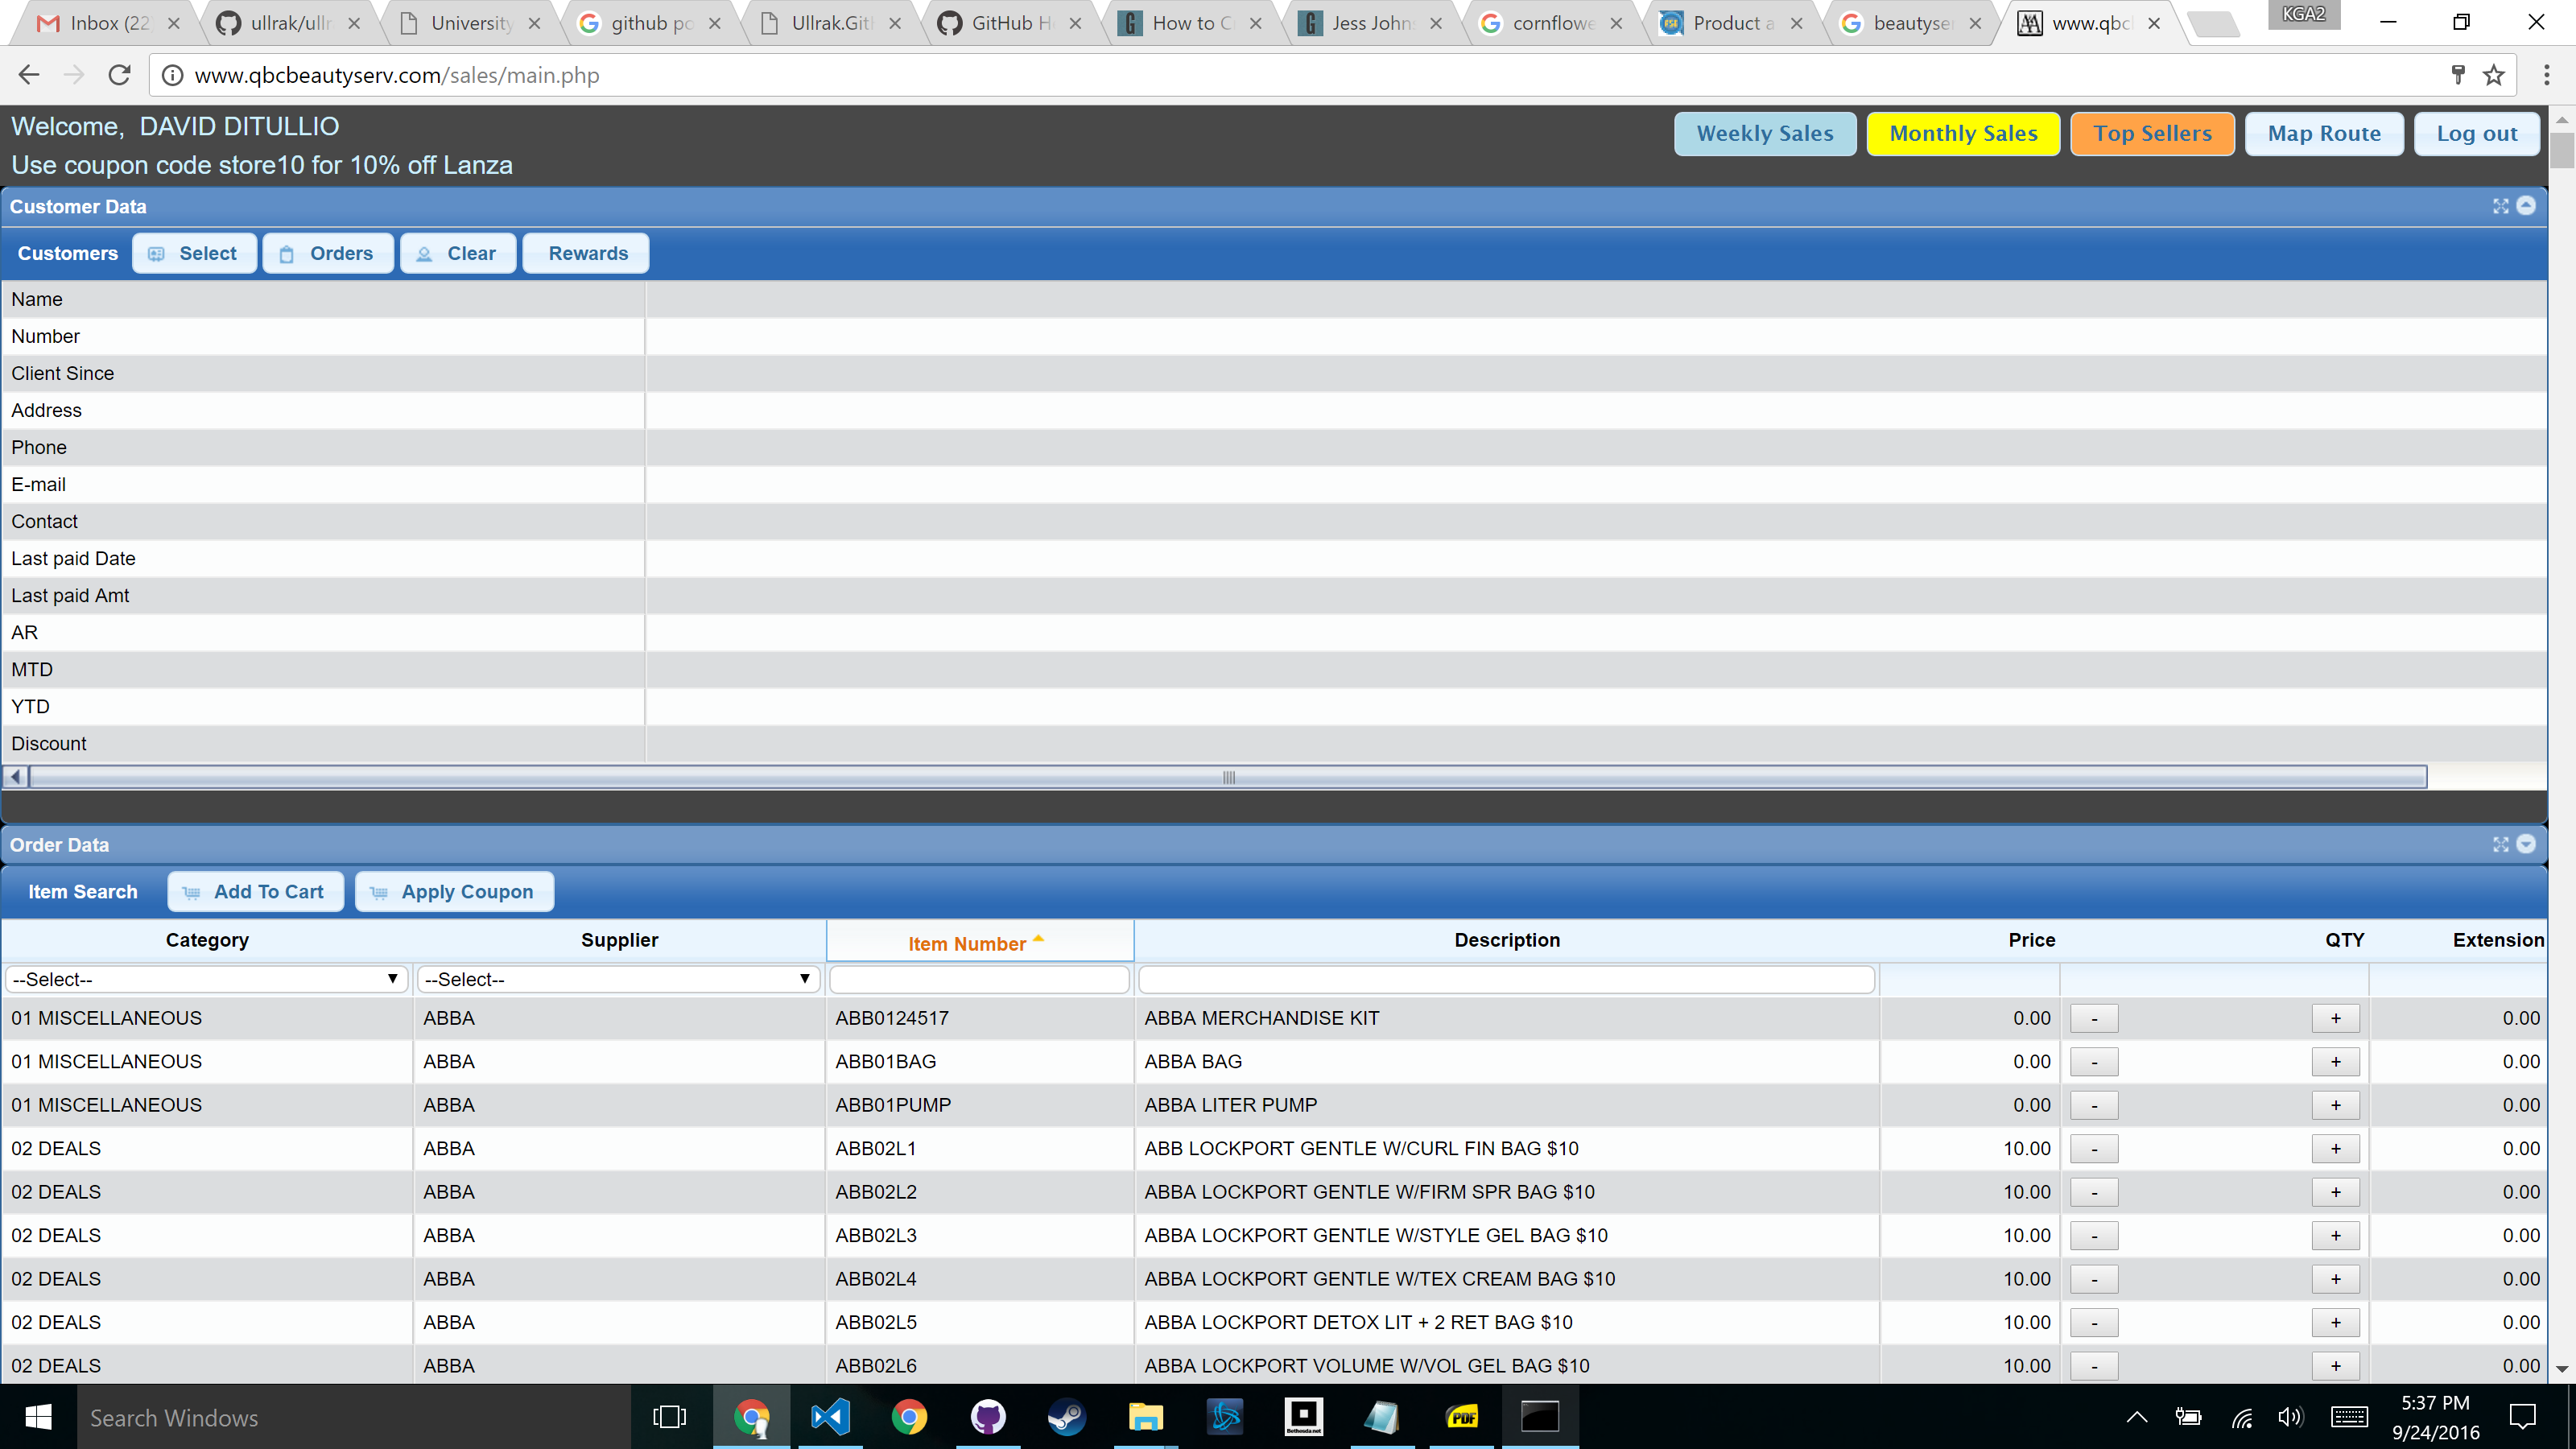 Inbox (22
ullrak/ullr
University
github po
Ullrak.Git
GitHub H
How to C
Jess John
cornflowe
Product a
beautyser
www.qbc
KGA2
www.qbcbeautyserv.com/sales/main.php
Welcome, DAVID DITULLIO
Use coupon code store10 for 10% off Lanza
Weekly Sales
Monthly Sales
Top Sellers
Map Route
Log out
Customer Data
Customers Select Orders Clear Rewards
Name
Number
Client Since
Address
Phone
E-mail
Contact
Last paid Date
Last paid Amt
AR
MTD
YTD
Discount
Order Data
Item Search Add To Cart Apply Coupon
Category Supplier Item Number Description Price QTY Extension
--Select-- --Select--
01 MISCELLANEOUS ABBA ABB0124517 ABBA MERCHANDISE KIT 0.00 - + 0.00
01 MISCELLANEOUS ABBA ABB01BAG ABBA BAG 0.00 - + 0.00
01 MISCELLANEOUS ABBA ABB01PUMP ABBA LITER PUMP 0.00 - + 0.00
02 DEALS ABBA ABB02L1 ABB LOCKPORT GENTLE W/CURL FIN BAG $10 10.00 - + 0.00
02 DEALS ABBA ABB02L2 ABBA LOCKPORT GENTLE W/FIRM SPR BAG $10 10.00 - + 0.00
02 DEALS ABBA ABB02L3 ABBA LOCKPORT GENTLE W/STYLE GEL BAG $10 10.00 - + 0.00
02 DEALS ABBA ABB02L4 ABBA LOCKPORT GENTLE W/TEX CREAM BAG $10 10.00 - + 0.00
02 DEALS ABBA ABB02L5 ABBA LOCKPORT DETOX LIT + 2 RET BAG $10 10.00 - + 0.00
02 DEALS ABBA ABB02L6 ABBA LOCKPORT VOLUME W/VOL GEL BAG $10 10.00 - + 0.00
Search Windows
Bethesda.net
PDF
5:37 PM
9/24/2016